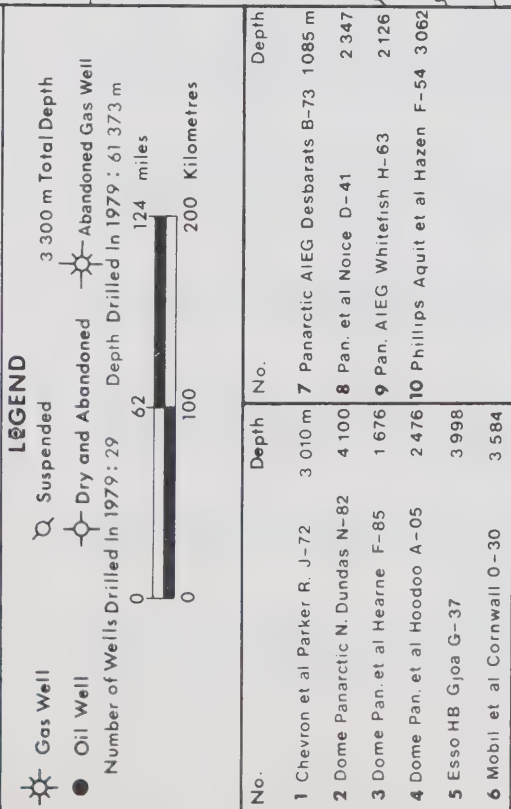 LEGEND
Gas Well
Suspended
3 300 m Total Depth
Oil Well
Dry and Abandoned
Abandoned Gas Well
Number of Wells Drilled In 1979 : 29 Depth Drilled In 1979 : 61 373 m
0 62 124 miles
0 100 200 Kilometres
No. Depth
1 Chevron et al Parker R. J-72 3 010 m
2 Dome Panarctic N. Dundas N-82 4 100
3 Dome Pan. et al Hearne F-85 1 676
4 Dome Pan. et al Hoodoo A-05 2 476
5 Esso HB Gjoa G-37 3 998
6 Mobil et al Cornwall O-30 3 584
No. Depth
7 Panarctic AIEG Desbarats B-73 1 085 m
8 Pan. et al Noice D-41 2 347
9 Pan. AIEG Whitefish H-63 2 126
10 Phillips Aquit et al Hazen F-54 3 062